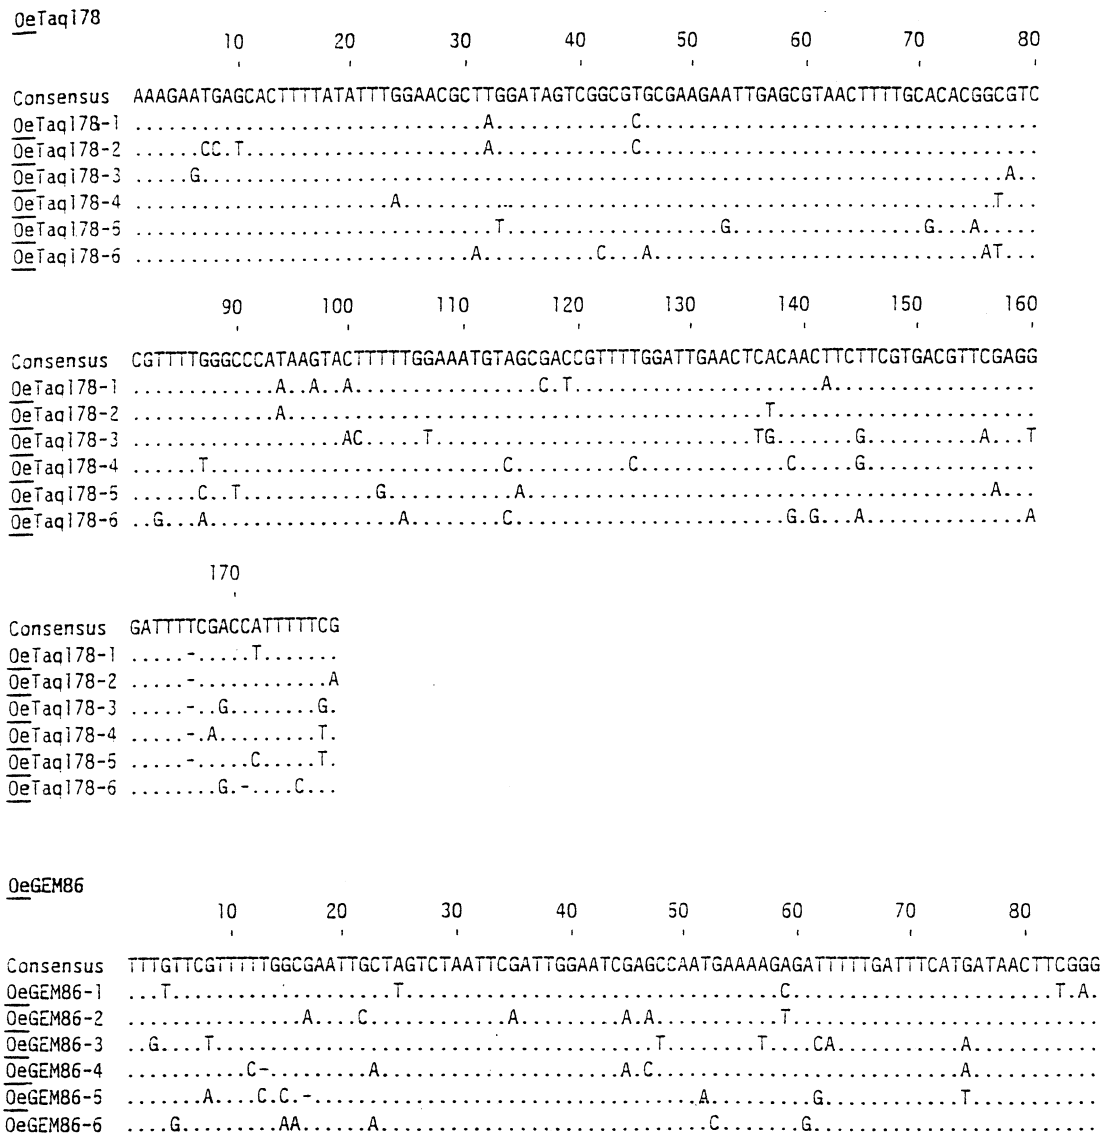 OeTaq178
10 20 30 40 50 60 70 80
Consensus AAAGAATGAGCACTTTTATATTTGGAACGCTTGGATAGTCGGCGTGCGAAGAATTGAGCGTAACTTTTGCACACGGCGTC
OeTaq178-1 ...............................A............C...................................
OeTaq178-2 ......CC.T.....................A............C...................................
OeTaq178-3 .....G.......................................................................A..
OeTaq178-4 .......................A....................................................T...
OeTaq178-5 ................................T...................G.................G...A.....
OeTaq178-6 ..............................A..........C...A.............................AT...
90 100 110 120 130 140 150 160
Consensus CGTTTTGGGCCCATAAGTACTTTTTGGAAATGTAGCGACCGTTTTGGATTGAACTCACAACTTCTTCGTGACGTTCGAGG
OeTaq178-1 .............A..A..A................C.T......................A..................
OeTaq178-2 .............A..........................................T.......................
OeTaq178-3 ...................AC.....T............................TG.......G..........A...T
OeTaq178-4 ......T..........................C..........C.............C.....G...............
OeTaq178-5 ......C..T............G...........A.........................................A...
OeTaq178-6 ..G...A.................A........C........................G.G...A..............A
170
Consensus GATTTTCGACCATTTTTCG
OeTaq178-1 .....-.....T.......
OeTaq178-2 .....-............A
OeTaq178-3 .....-..G........G.
OeTaq178-4 .....-.A.........T.
OeTaq178-5 .....-.....C.....T.
OeTaq178-6 ........G.-....C...
OeGEM86
10 20 30 40 50 60 70 80
Consensus TTTGTTCGTTTTTGGCGAATTGCTAGTCTAATTCGATTGGAATCGAGCCAATGAAAAGAGATTTTTGATTTCATGATAACTTCGGG
OeGEM86-1 ...T....................T.................................C.......................T.A.
OeGEM86-2 ................A....C............A.........A.A...........T...........................
OeGEM86-3 ..G....T.......................................T........T....CA...........A...........
OeGEM86-4 ...........C-.........A.....................A.C...........................A...........
OeGEM86-5 .......A....C.C.-..................................A.........G............T...........
OeGEM86-6 ....G.........AA......A.............................C.......G.........................